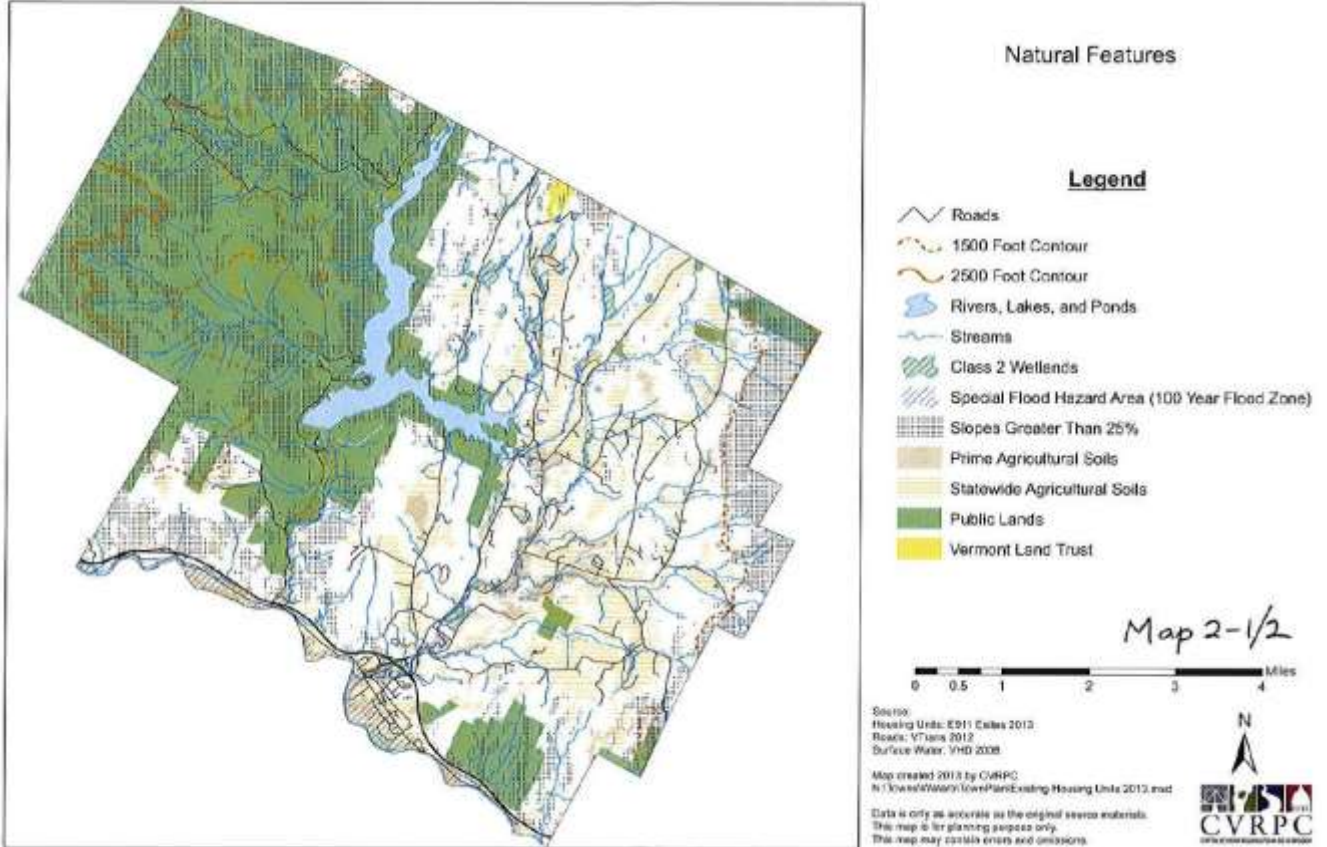 Natural Features
Legend
Roads
1500 Foot Contour
2500 Foot Contour
Rivers, Lakes, and Ponds
Streams
Class 2 Wetlands
Special Flood Hazard Area (100 Year Flood Zone)
Slopes Greater Than 25%
Prime Agricultural Soils
Statewide Agricultural Soils
Public Lands
Vermont Land Trust
Map 2-1/2
Miles
0 0.5 1 2 3 4
Source:
Housing Units: E911 Esites 2013
Roads: VTrans 2012
Surface Water: VHD 2008
N
Map created 2013 by CVRPC
Data is only as accurate as the original source materials.
This map is for planning purpose only.
This map may contain errors and omissions.
CVRPC